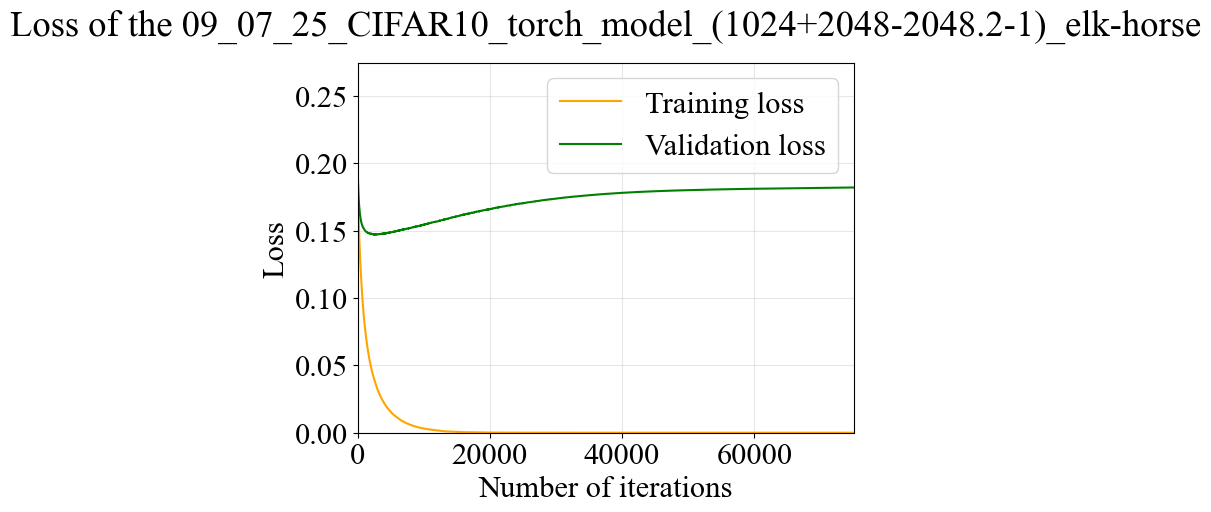 Loss of the 09_07_25_CIFAR10_torch_model_(1024+2048-2048.2-1)_elk-horse
Training loss
Validation loss
Loss
0.25
0.20
0.15
0.10
0.05
0.00
0
20000
40000
60000
Number of iterations